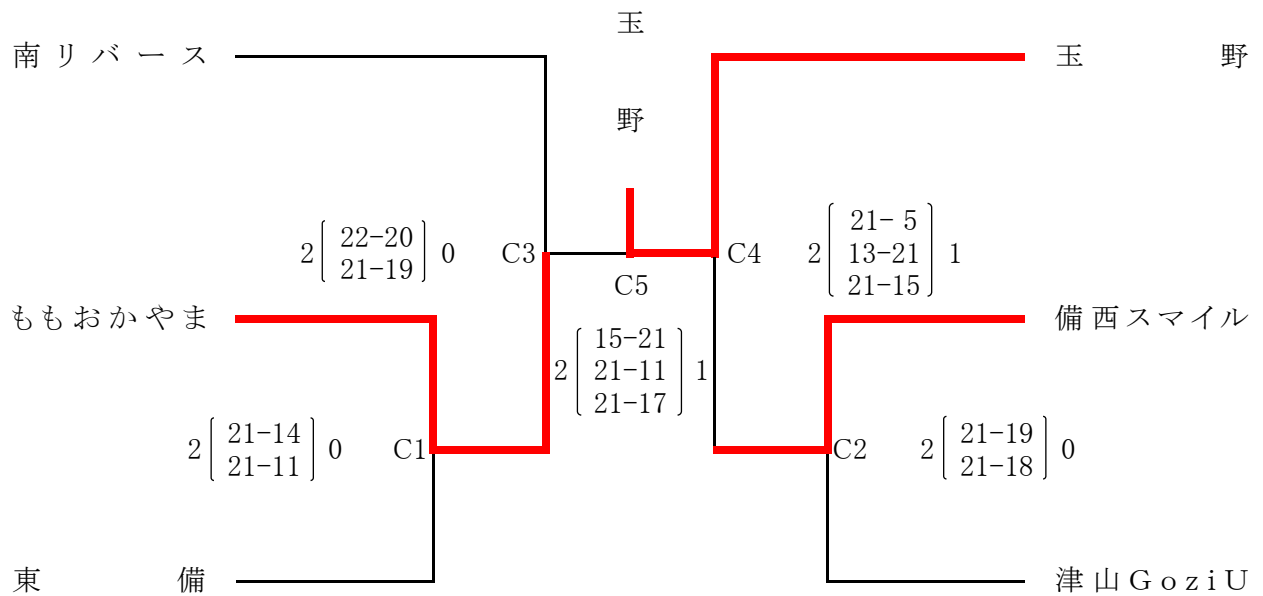 玉
野
南リバース
玉野
22-20
2 0
21-19
C3
C4
21- 5
2 13-21 1
21-15
C5
ももおかやま
備西スマイル
15-21
2 21-11 1
21-17
21-14
2 0
21-11
C1
C2
21-19
2 0
21-18
東備
津山GoziU